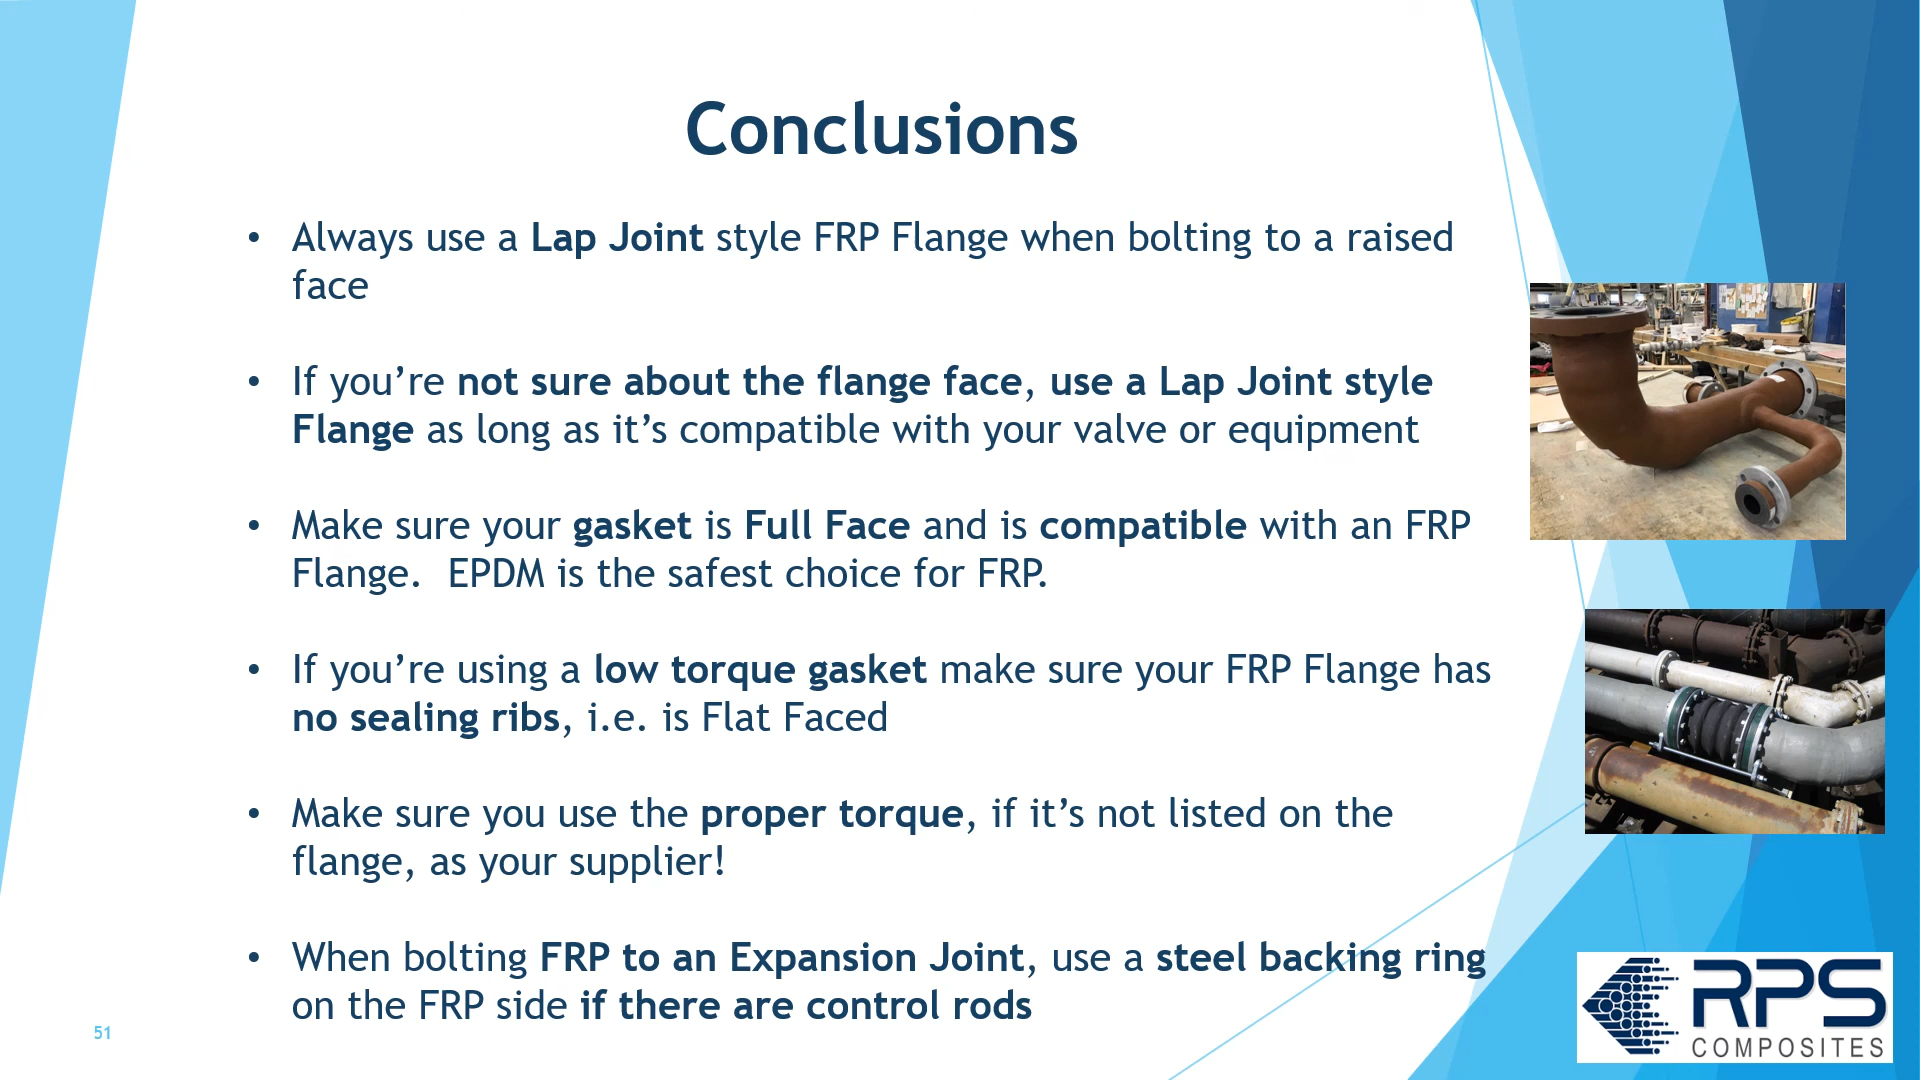 Conclusions
• Always use a Lap Joint style FRP Flange when bolting to a raised
face
• If you’re not sure about the flange face, use a Lap Joint style
Flange as long as it’s compatible with your valve or equipment
• Make sure your gasket is Full Face and is compatible with an FRP
Flange.  EPDM is the safest choice for FRP.
• If you’re using a low torque gasket make sure your FRP Flange has
no sealing ribs, i.e. is Flat Faced
• Make sure you use the proper torque, if it’s not listed on the
flange, as your supplier!
• When bolting FRP to an Expansion Joint, use a steel backing ring
on the FRP side if there are control rods
51
RPS
COMPOSITES